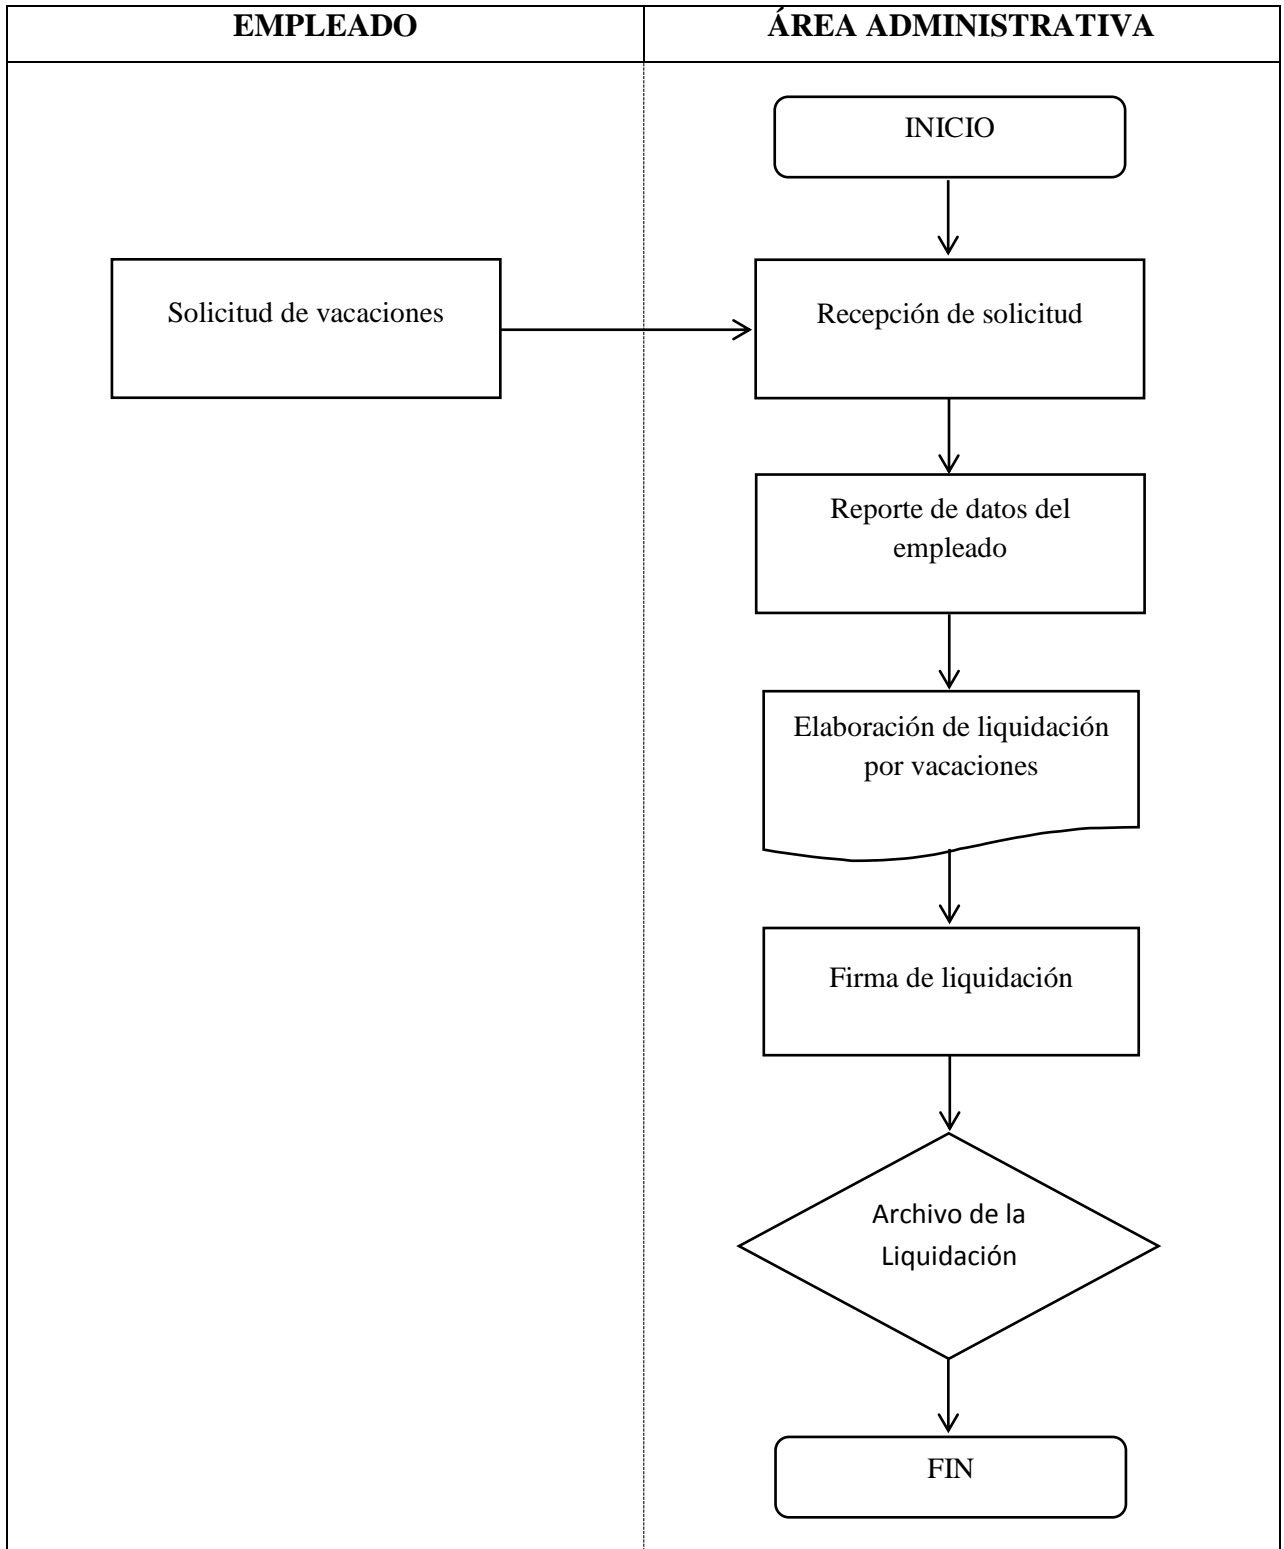 EMPLEADO
ÁREA ADMINISTRATIVA
INICIO
Solicitud de vacaciones
Recepción de solicitud
Reporte de datos del
empleado
Elaboración de liquidación
por vacaciones
Firma de liquidación
Archivo de la
Liquidación
FIN